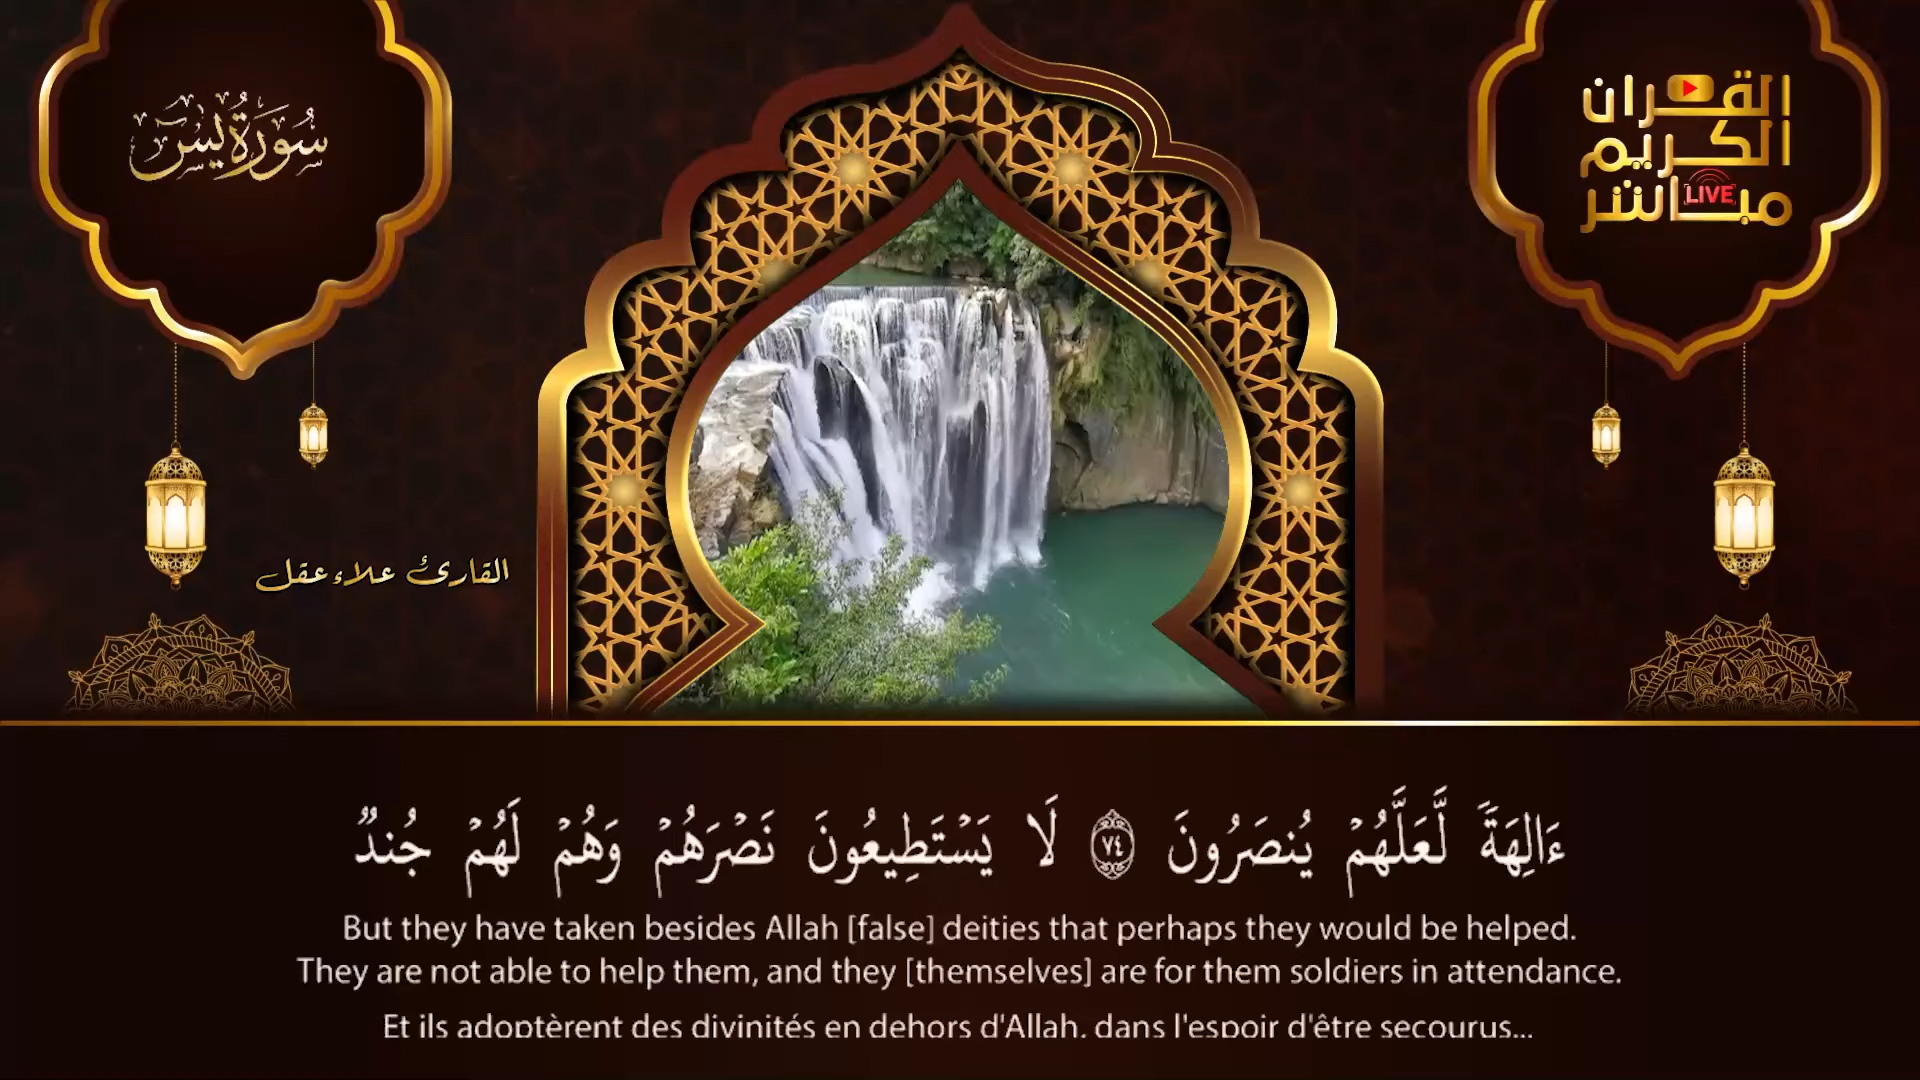 سُورَةُ يسٓ
القران
الكريم
مباشر
LIVE
القارئ علاء عقل
ءَالِهَةً لَّعَلَّهُمْ يُنصَرُونَ ٧٤ لَا يَسْتَطِيعُونَ نَصْرَهُمْ وَهُمْ لَهُمْ جُندٌ
But they have taken besides Allah [false] deities that perhaps they would be helped.
They are not able to help them, and they [themselves] are for them soldiers in attendance.
Et ils adoptèrent des divinités en dehors d'Allah, dans l'espoir d'être secourus...